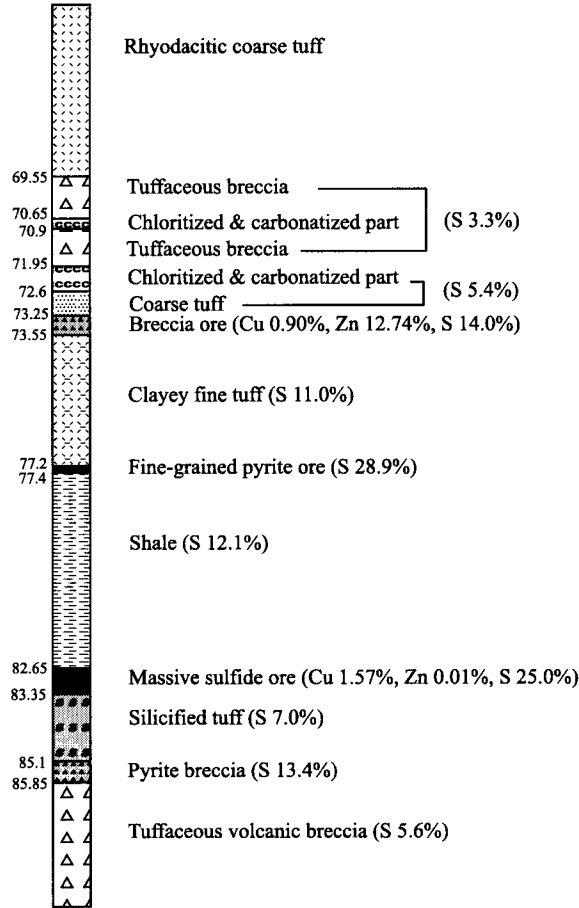 Rhyodacitic coarse tuff
69.55
Tuffaceous breccia
70.65
Chloritized & carbonatized part
(S 3.3%)
70.9
Tuffaceous breccia
71.95
Chloritized & carbonatized part
72.6
(S 5.4%)
Coarse tuff
73.25
Breccia ore (Cu 0.90%, Zn 12.74%, S 14.0%)
73.55
Clayey fine tuff (S 11.0%)
77.2
Fine-grained pyrite ore (S 28.9%)
77.4
Shale (S 12.1%)
82.65
Massive sulfide ore (Cu 1.57%, Zn 0.01%, S 25.0%)
83.15
Silicified tuff (S 7.0%)
85.1
Pyrite breccia (S 13.4%)
85.85
Tuffaceous volcanic breccia (S 5.6%)